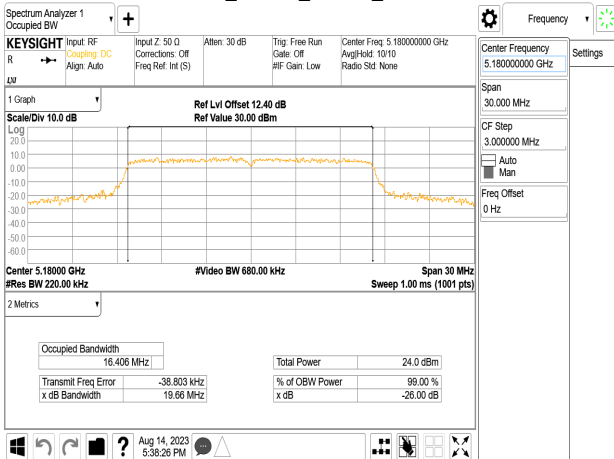 Spectrum Analyzer 1
Occupied BW
Frequency
KEYSIGHT
R
Input: RF
Coupling: DC
Align: Auto
Input Z: 50 Ω
Corrections: Off
Freq Ref: Int (S)
Atten: 30 dB
Trig: Free Run
Gate: Off
#IF Gain: Low
Center Freq: 5.180000000 GHz
Avg|Hold: 10/10
Radio Std: None
Center Frequency
5.180000000 GHz
Settings
Span
30.000 MHz
CF Step
3.000000 MHz
Auto
Man
Freq Offset
0 Hz
1 Graph
Scale/Div 10.0 dB
Ref Lvl Offset 12.40 dB
Ref Value 30.00 dBm
Log
20.0
10.0
0.00
-10.0
-20.0
-30.0
-40.0
-50.0
-60.0
Center 5.18000 GHz
#Video BW 680.00 kHz
Span 30 MHz
#Res BW 220.00 kHz
Sweep 1.00 ms (1001 pts)
2 Metrics
Occupied Bandwidth
16.406 MHz
Total Power 24.0 dBm
Transmit Freq Error -38.803 kHz
% of OBW Power 99.00 %
x dB Bandwidth 19.66 MHz
x dB -26.00 dB
?
Aug 14, 2023
5:38:26 PM